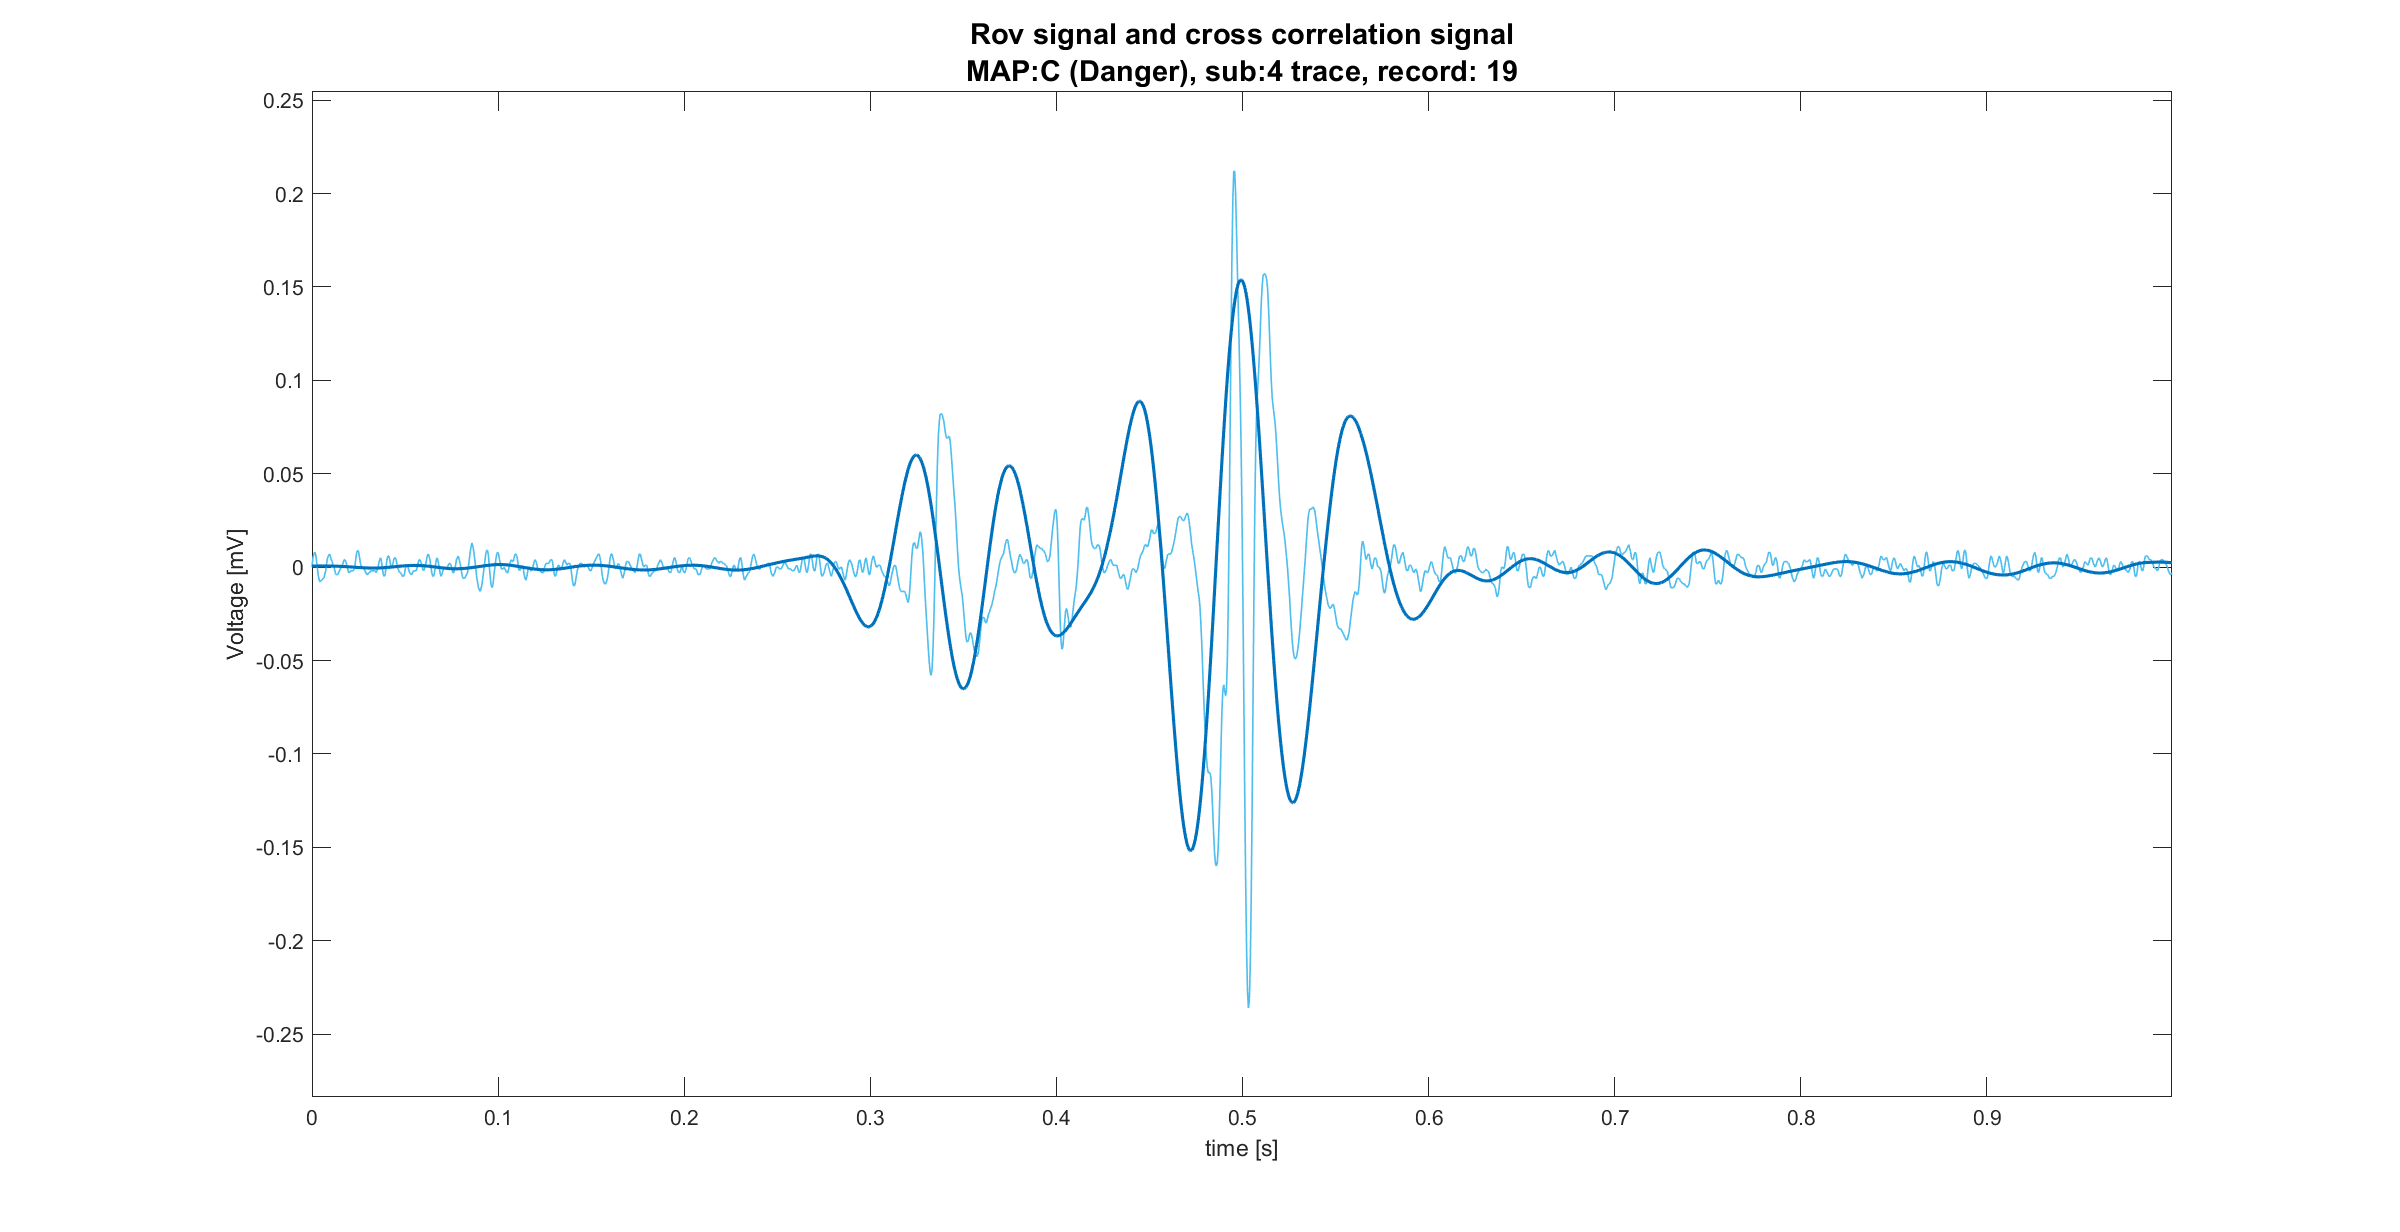 Rov signal and cross correlation signal
MAP:C (Danger), sub:4 trace, record: 19
0.25
0.2
0.15
0.1
0.05
0
-0.05
-0.1
-0.15
-0.2
-0.25
Voltage [mV]
0 0.1 0.2 0.3 0.4 0.5 0.6 0.7 0.8 0.9
time [s]